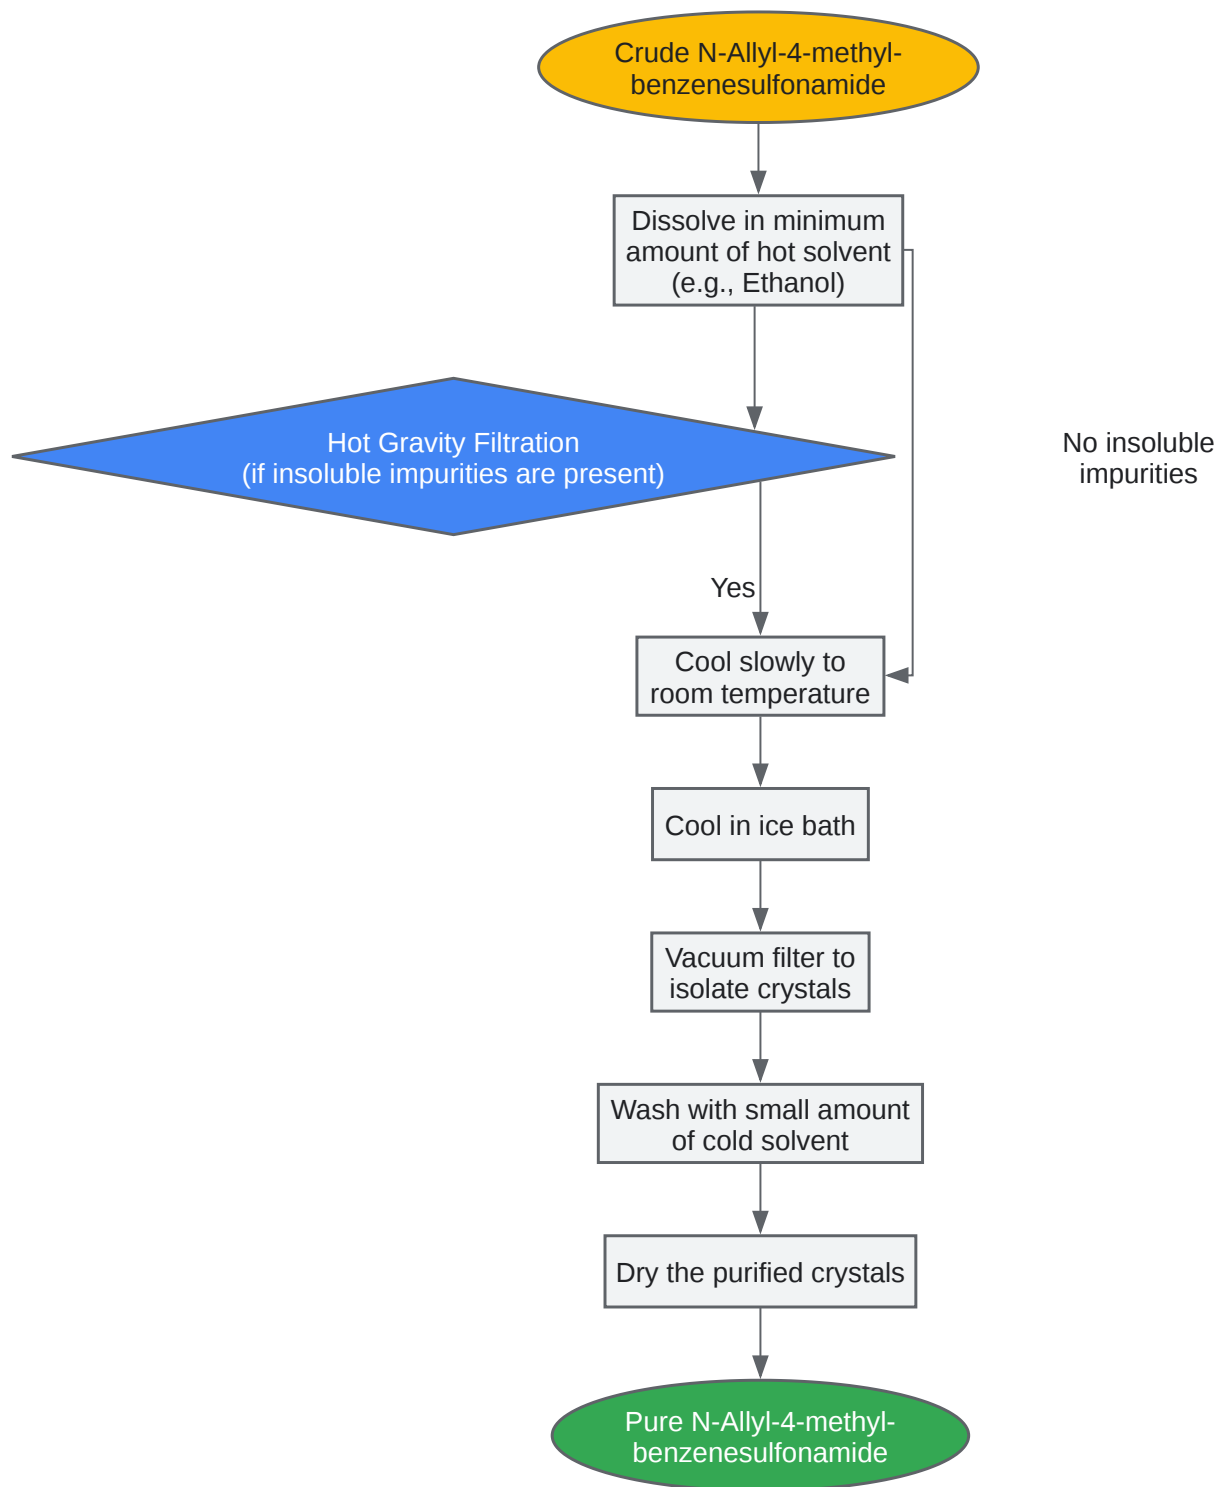 Crude N-Allyl-4-methyl-
benzenesulfonamide
Dissolve in minimum
amount of hot solvent
(e.g., Ethanol)
Hot Gravity Filtration
(if insoluble impurities are present)
No insoluble
impurities
Yes
Cool slowly to
room temperature
Cool in ice bath
Vacuum filter to
isolate crystals
Wash with small amount
of cold solvent
Dry the purified crystals
Pure N-Allyl-4-methyl-
benzenesulfonamide